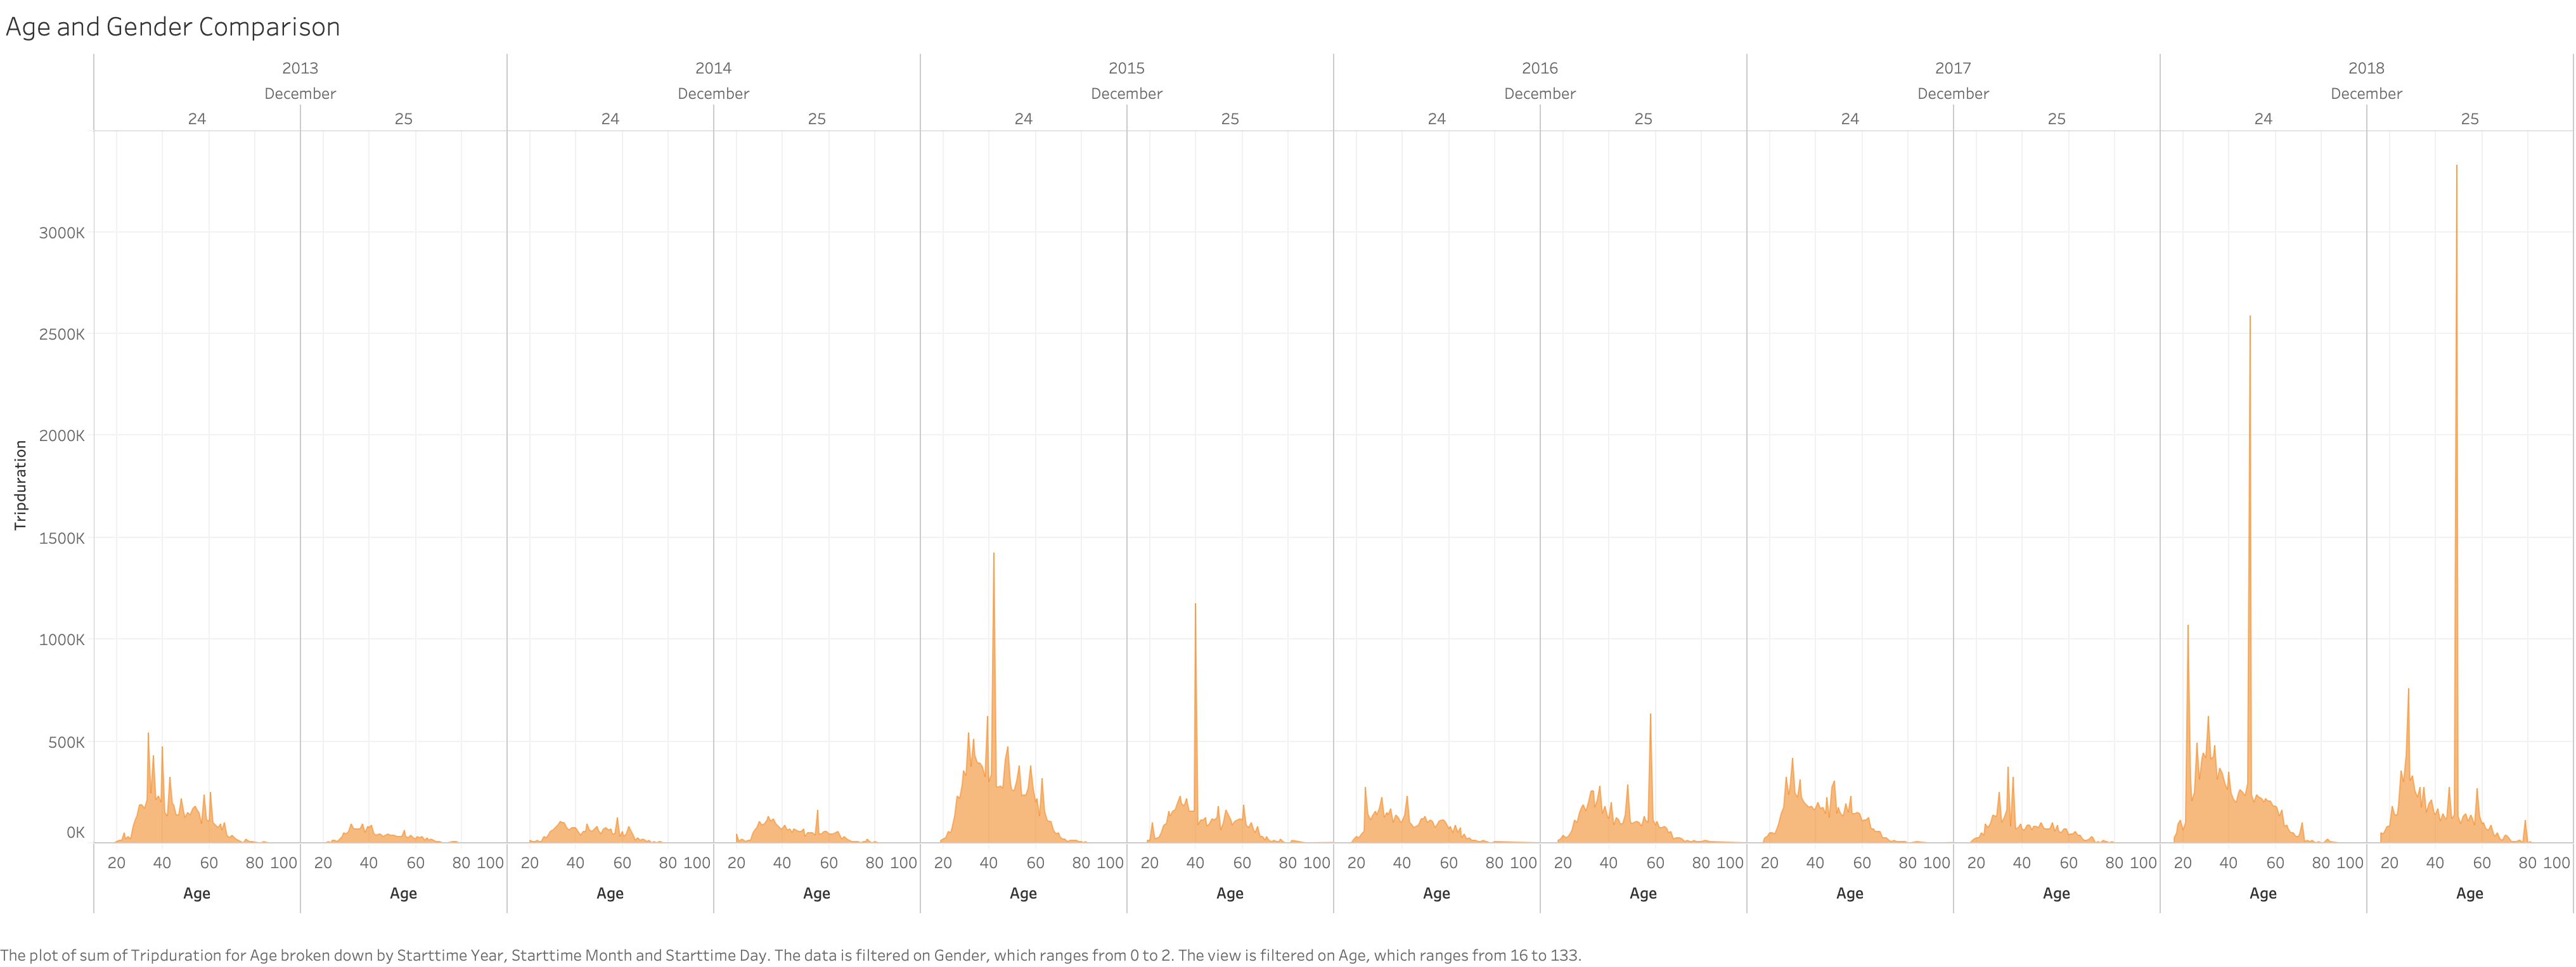 Age and Gender Comparison
2013 2014 2015 2016 2017 2018
December December December December December December
24 25 24 25 24 25 24 25 24 25 24 25
3000K
2500K
2000K
Tripduration
1500K
1000K
500K
0K
20 40 60 80 100 20 40 60 80 100 20 40 60 80 100 20 40 60 80 100 20 40 60 80 100 20 40 60 80 100 20 40 60 80 100 20 40 60 80 100 20 40 60 80 100 20 40 60 80 100 20 40 60 80 100 20 40 60 80 100
Age Age Age Age Age Age Age Age Age Age Age Age
The plot of sum of Tripduration for Age broken down by Starttime Year, Starttime Month and Starttime Day. The data is filtered on Gender, which ranges from 0 to 2. The view is filtered on Age, which ranges from 16 to 133.